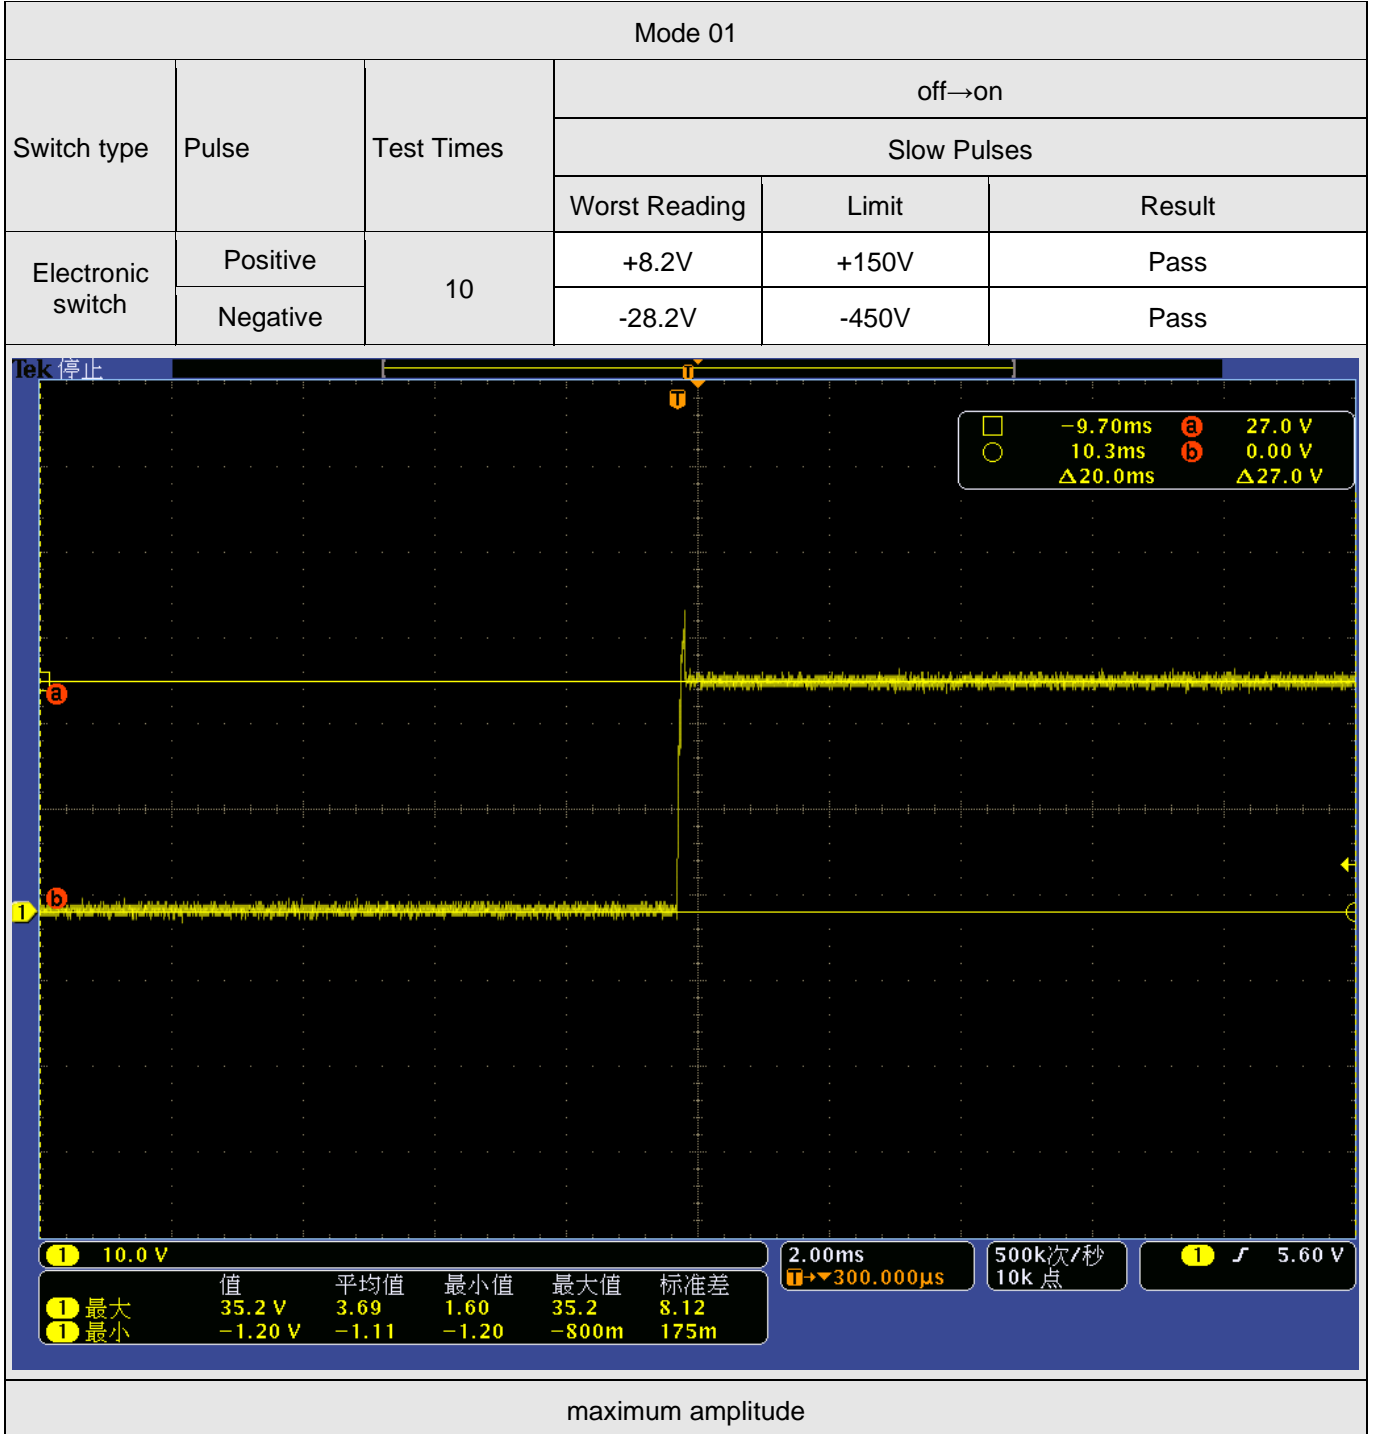 Mode 01
Switch type Pulse Test Times off→on
Slow Pulses
Worst Reading Limit Result
Electronic switch Positive 10 +8.2V +150V Pass
Negative -28.2V -450V Pass
Tek 停止
T
T
−9.70ms a 27.0 V
10.3ms b 0.00 V
Δ20.0ms Δ27.0 V
a
b
1
1 10.0 V
2.00ms
T→▼300.000μs
500k次/秒
10k 点
1 5.60 V
值 平均值 最小值 最大值 标准差
1 最大 35.2 V 3.69 1.60 35.2 8.12
1 最小 −1.20 V −1.11 −1.20 −800m 175m
maximum amplitude